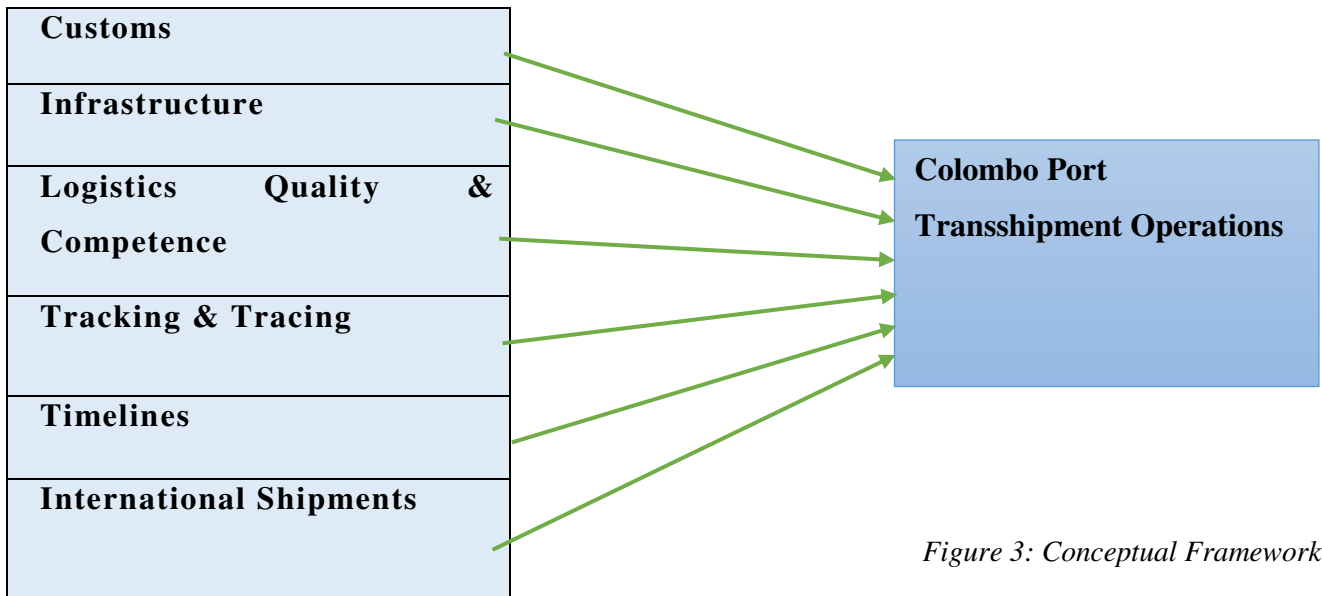 Customs
Infrastructure
Logistics Quality &
Competence
Tracking & Tracing
Timelines
International Shipments
Colombo Port
Transshipment Operations
Figure 3: Conceptual Framework